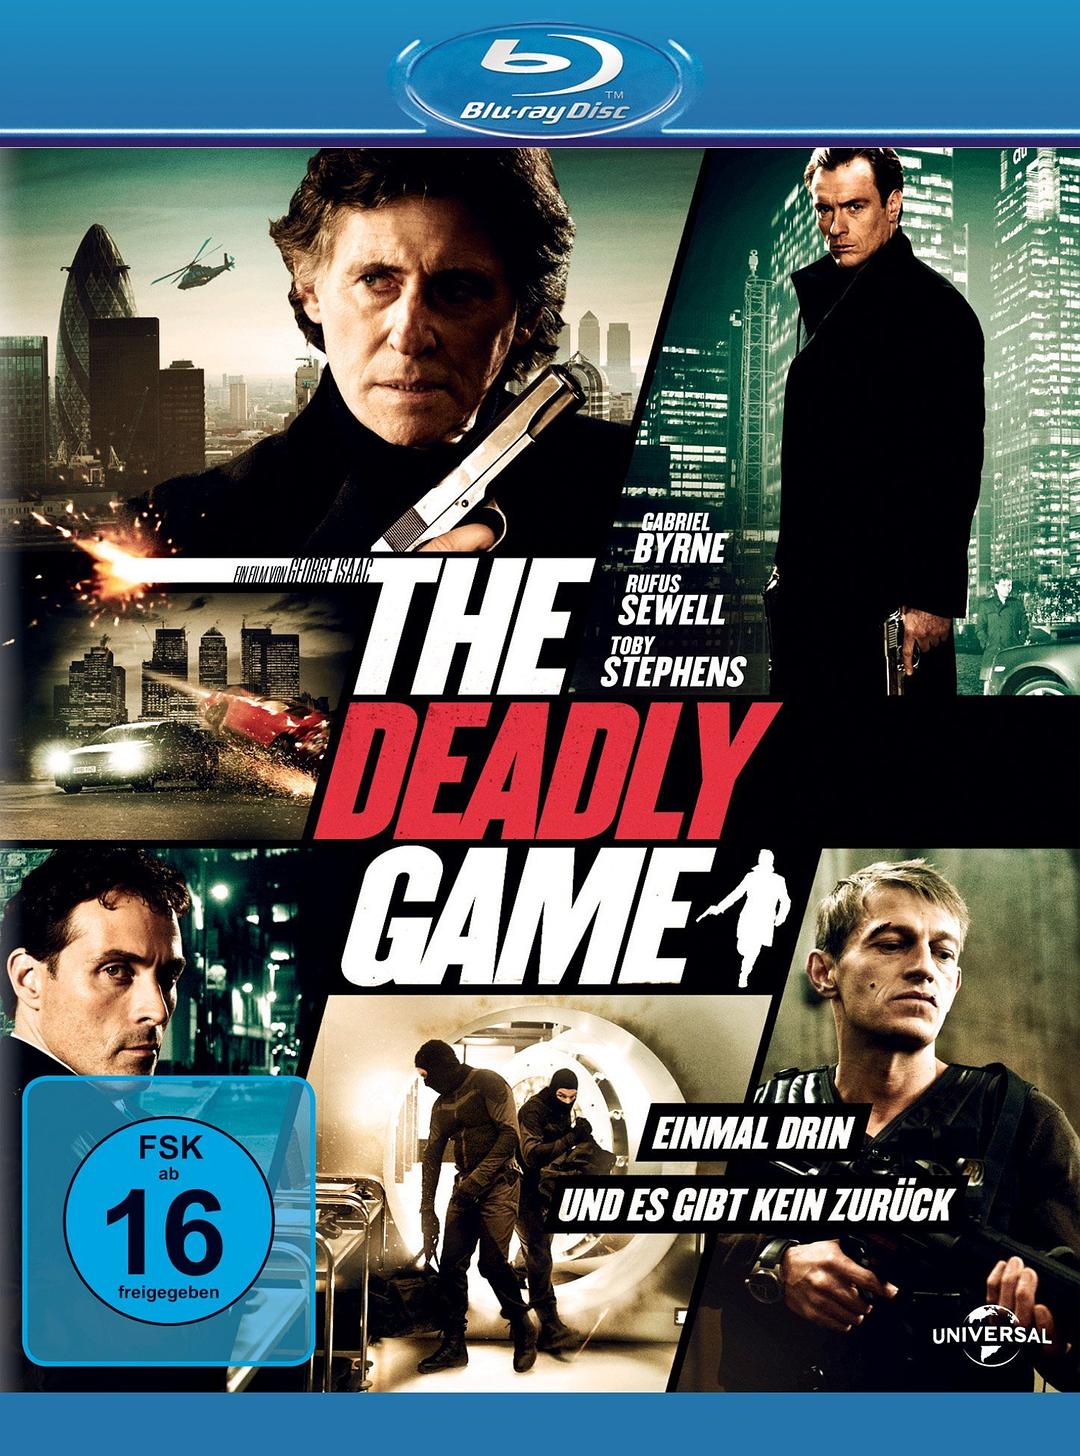 Blu-ray Disc
TM
GABRIEL
BYRNE
RUFUS
SEWELL
TOBY
STEPHENS
EIN FILM VON GEORGE ISAAC
THE
DEADLY
GAME
EINMAL DRIN
UND ES GIBT KEIN ZURÜCK
FSK
ab
16
freigegeben
UNIVERSAL